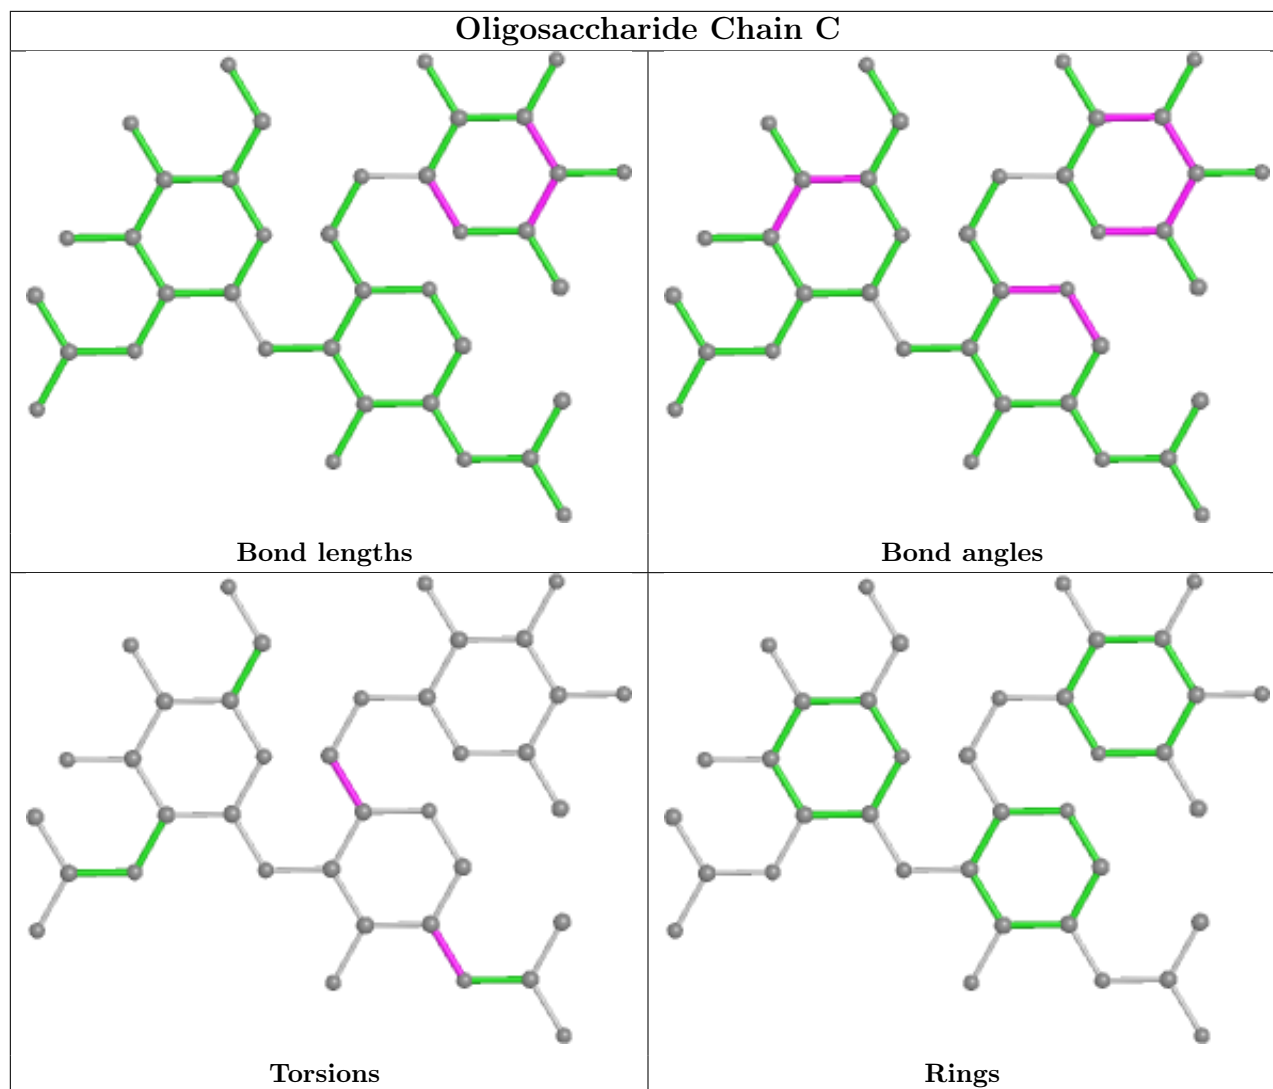 Oligosaccharide Chain C
Bond lengths
Bond angles
Torsions
Rings